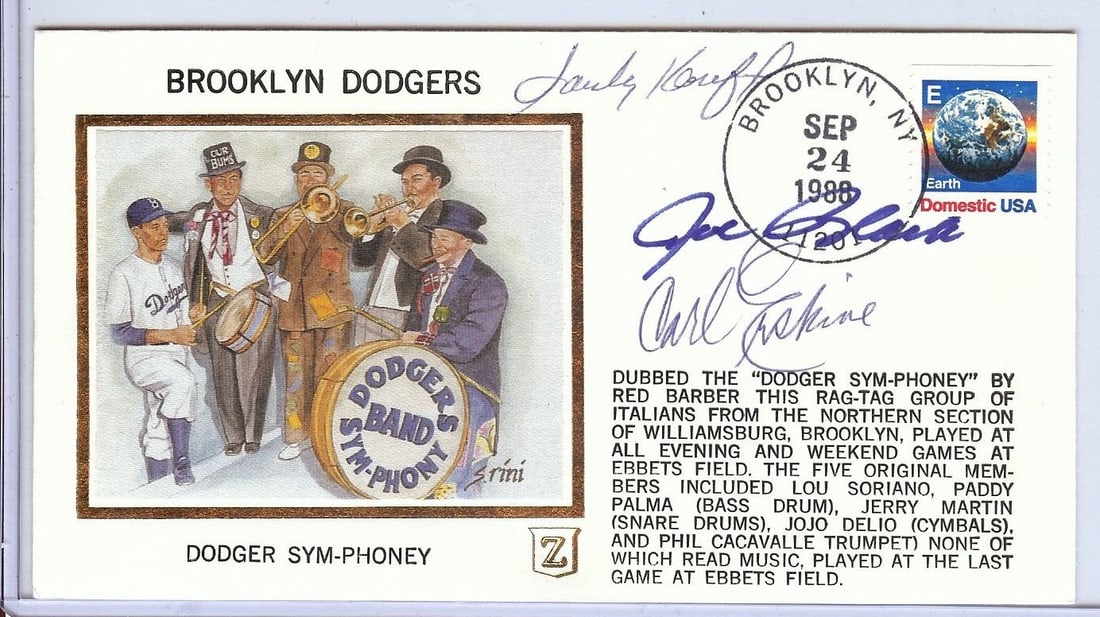 BROOKLYN DODGERS
Sandy Koufax
BROOKLYN, NY
SEP
24
1988
11201
E
Earth
Domestic USA
Carl Erskine
OUR
BUMS
Dodgers
DODGERS
BAND
SYM-PHONY
S.rini
DODGER SYM-PHONEY
Z
DUBBED THE "DODGER SYM-PHONEY" BY
RED BARBER THIS RAG-TAG GROUP OF
ITALIANS FROM THE NORTHERN SECTION
OF WILLIAMSBURG, BROOKLYN, PLAYED AT
ALL EVENING AND WEEKEND GAMES AT
EBBETS FIELD. THE FIVE ORIGINAL MEM-
BERS INCLUDED LOU SORIANO, PADDY
PALMA (BASS DRUM), JERRY MARTIN
(SNARE DRUMS), JOJO DELIO (CYMBALS),
AND PHIL CACAVALLE TRUMPET) NONE OF
WHICH READ MUSIC, PLAYED AT THE LAST
GAME AT EBBETS FIELD.